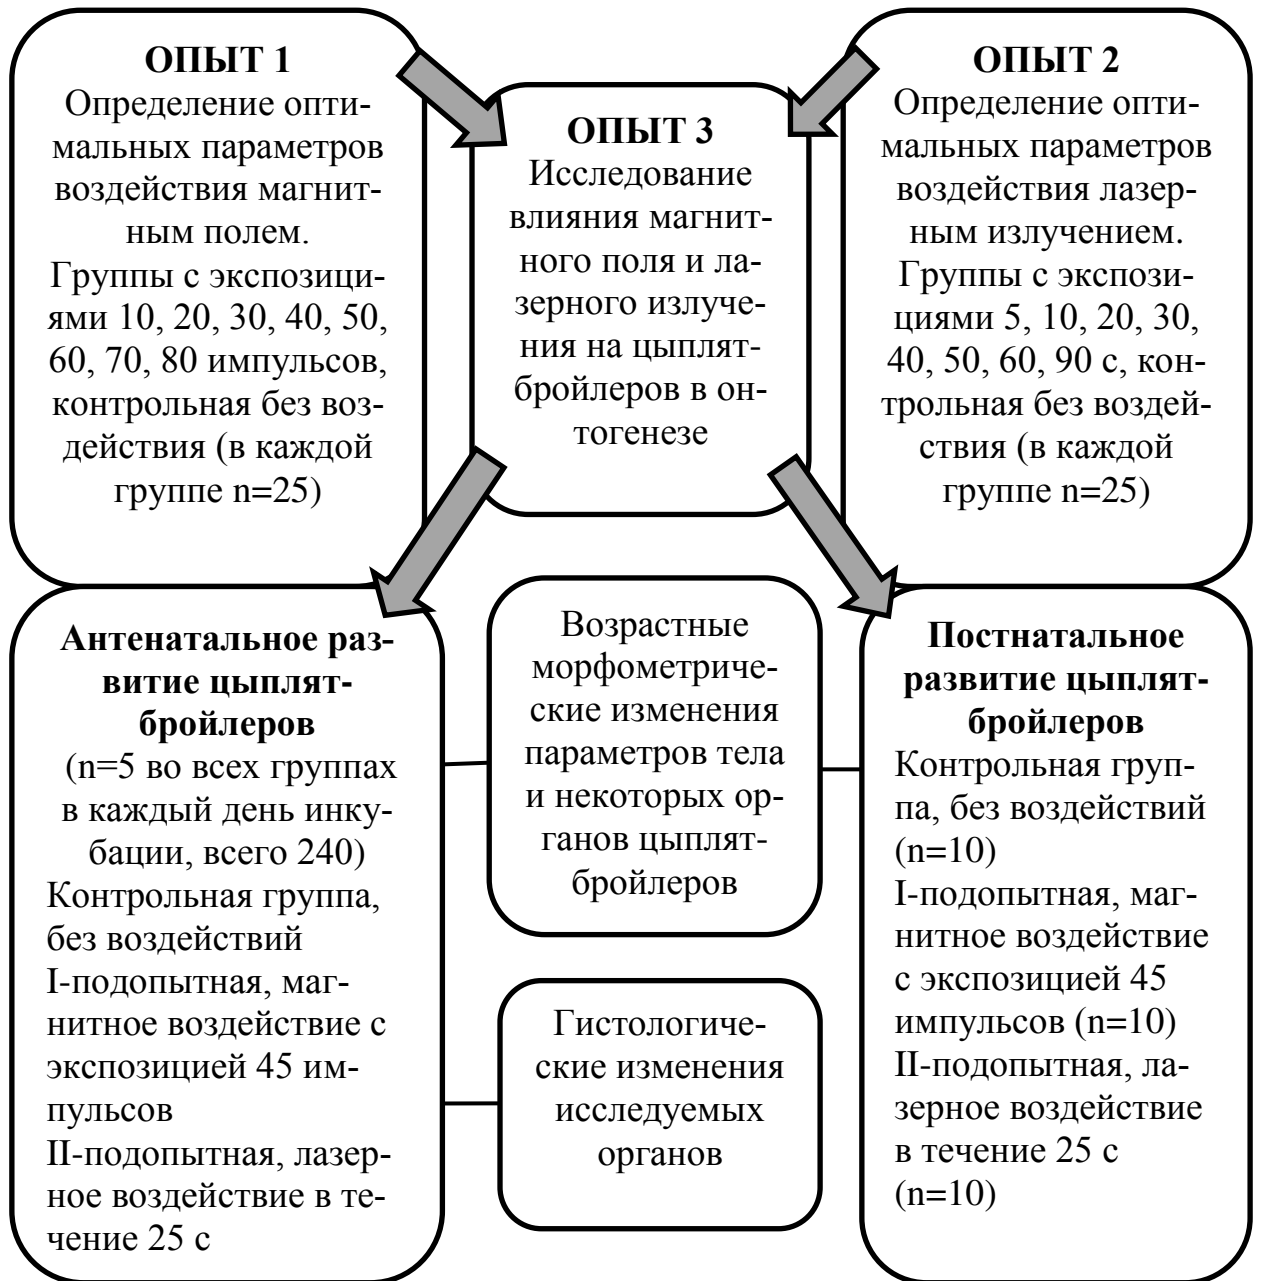 ОПЫТ 1
Определение опти-
мальных параметров
воздействия магнит-
ным полем.
Группы с экспозици-
ями 10, 20, 30, 40, 50,
60, 70, 80 импульсов,
контрольная без воз-
действия (в каждой
группе n=25)
ОПЫТ 3
Исследование
влияния магнит-
ного поля и ла-
зерного излуче-
ния на цыплят-
бройлеров в он-
тогенезе
ОПЫТ 2
Определение опти-
мальных параметров
воздействия лазер-
ным излучением.
Группы с экспози-
циями 5, 10, 20, 30,
40, 50, 60, 90 с, кон-
трольная без воздей-
ствия (в каждой
группе n=25)
Антенатальное раз-
витие цыплят-
бройлеров
(n=5 во всех группах
в каждый день инку-
бации, всего 240)
Контрольная группа,
без воздействий
I-подопытная, маг-
нитное воздействие с
экспозицией 45 им-
пульсов
II-подопытная, лазер-
ное воздействие в те-
чение 25 с
Возрастные
морфометриче-
ские изменения
параметров тела
и некоторых ор-
ганов цыплят-
бройлеров
Гистологиче-
ские изменения
исследуемых
органов
Постнатальное
развитие цыплят-
бройлеров
Контрольная груп-
па, без воздействий
(n=10)
I-подопытная, маг-
нитное воздействие
с экспозицией 45
импульсов (n=10)
II-подопытная, ла-
зерное воздействие
в течение 25 с
(n=10)